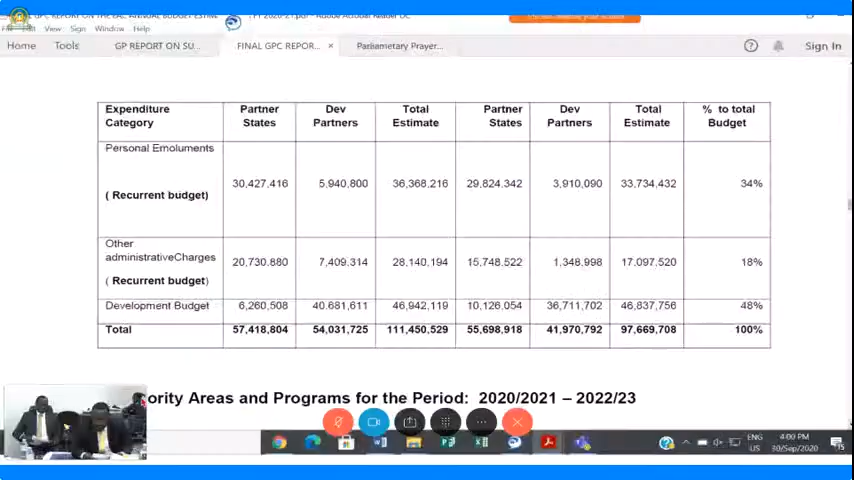 View Sign Window Help
Home Tools GP REPORT ON SU... FINAL GPC REPOR... × Parliametary Prayer... Sign In
Expenditure Category Partner States Dev Partners Total Estimate Partner States Dev Partners Total Estimate % to total Budget
Personal Emoluments
( Recurrent budget) 30,427,416 5,940,800 36,368,216 29,824,342 3,910,090 33,734,432 34%
Other
administrativeCharges 20,730,880 7,409,314 28,140,194 15,748,522 1,348,998 17,097,520 18%
( Recurrent budget)
Development Budget 6,260,508 40,681,611 46,942,119 10,126,054 36,711,702 46,837,756 48%
Total 57,418,804 54,031,725 111,450,529 55,698,918 41,970,792 97,669,708 100%
ority Areas and Programs for the Period: 2020/2021 – 2022/23
ENG 4:00 PM
US 30/Sep/2020